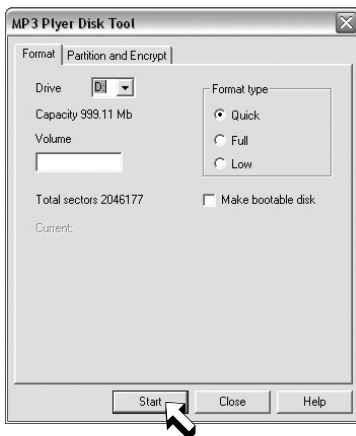 MP3 Plyer Disk Tool
Format
Partition and Encrypt
Drive
D:
Capacity 999.11 Mb
Volume
Total sectors 2046177
Current:
Format type
Quick
Full
Low
Make bootable disk
Start
Close
Help